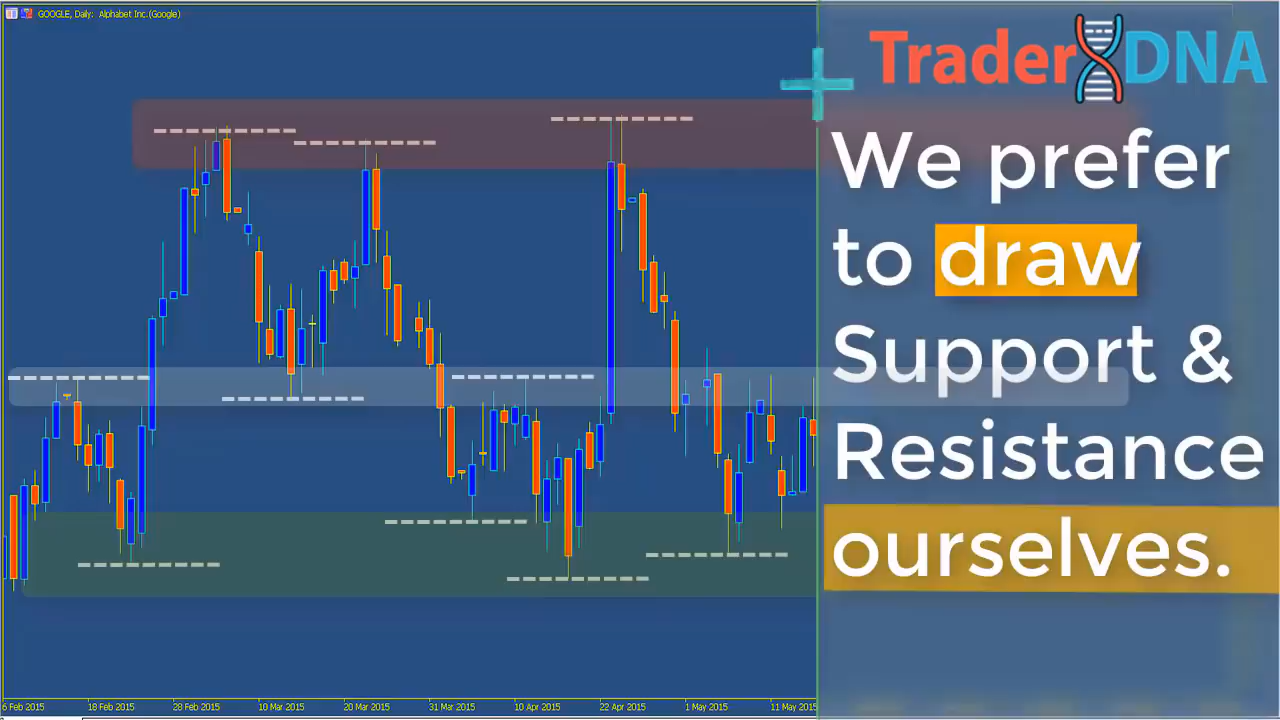 GOOGLE, Daily: Alphabet Inc.(Google)
TraderDNA
We prefer
to draw
Support &
Resistance
ourselves.
6 Feb 2015 18 Feb 2015 28 Feb 2015 10 Mar 2015 20 Mar 2015 31 Mar 2015 10 Apr 2015 22 Apr 2015 1 May 2015 11 May 2015